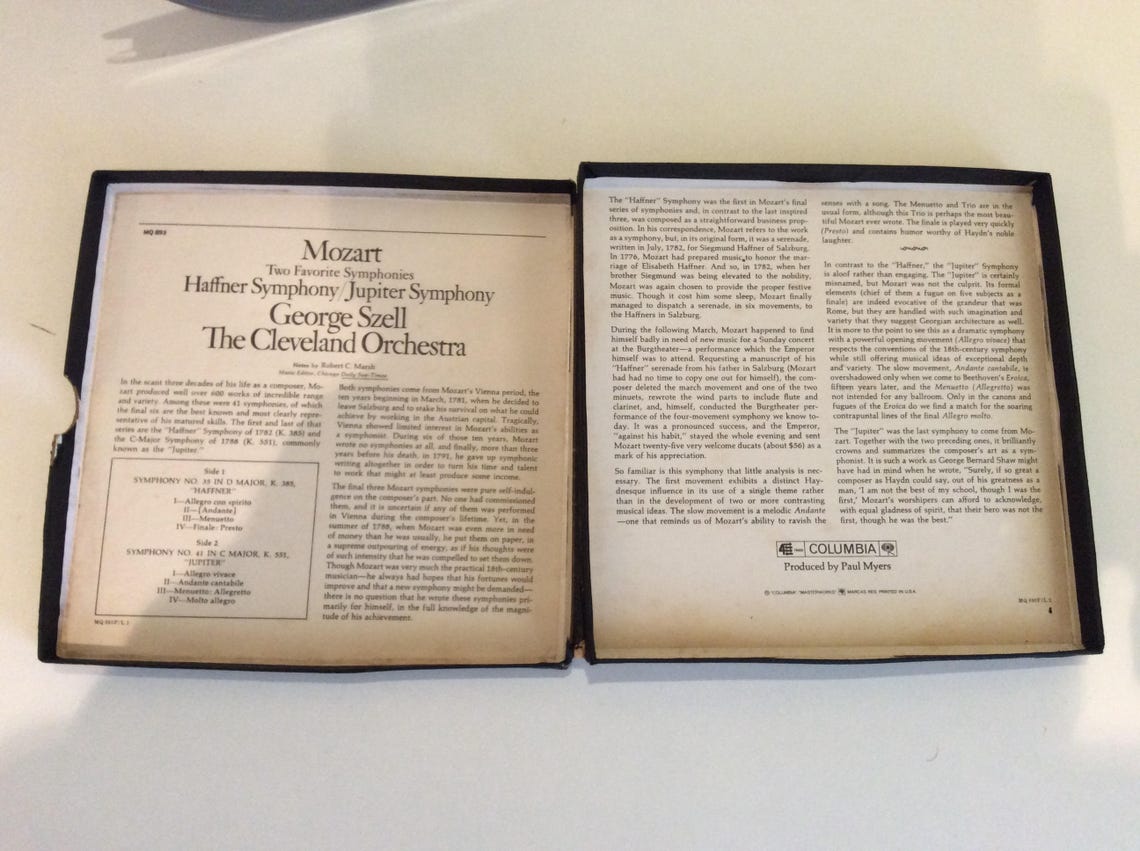 MQ 893
Mozart
Two Favorite Symphonies
Haffner Symphony/Jupiter Symphony
George Szell
The Cleveland Orchestra
Notes by Robert C. Marsh
Music Editor, Chicago Daily Sun-Times
In the scant three decades of his life as a composer, Mo-
zart produced well over 600 works of incredible range
and variety. Among these were 41 symphonies, of which
the final six are the best known and most clearly repre-
sentative of his matured skills. The first and last of that
series are the "Haffner" Symphony of 1782 (K. 385) and
the C-Major Symphony of 1788 (K. 551), commonly
known as the "Jupiter."
Side 1
SYMPHONY NO. 35 IN D MAJOR, K. 385,
"HAFFNER"
I—Allegro con spirito
II—[Andante]
III—Menuetto
IV—Finale: Presto
Side 2
SYMPHONY NO. 41 IN C MAJOR, K. 551,
"JUPITER"
I—Allegro vivace
II—Andante cantabile
III—Menuetto: Allegretto
IV—Molto allegro
Both symphonies come from Mozart's Vienna period, the
ten years beginning in March, 1781, when he decided to
leave Salzburg and to stake his survival on what he could
achieve by working in the Austrian capital. Tragically,
Vienna showed limited interest in Mozart's abilities as
a symphonist. During six of those ten years, Mozart
wrote no symphonies at all, and finally, more than three
years before his death, in 1791, he gave up symphonic
writing altogether in order to turn his time and talent
to work that might at least produce some income.
The final three Mozart symphonies were pure self-indul-
gence on the composer's part. No one had commissioned
them, and it is uncertain if any of them was performed
in Vienna during the composer's lifetime. Yet, in the
summer of 1788, when Mozart was even more in need
of money than he was usually, he put them on paper, in
a supreme outpouring of energy, as if his thoughts were
of such intensity that he was compelled to set them down.
Though Mozart was very much the practical 18th-century
musician—he always had hopes that his fortunes would
improve and that a new symphony might be demanded—
there is no question that he wrote these symphonies pri-
marily for himself, in the full knowledge of the magni-
tude of his achievement.
The "Haffner" Symphony was the first in Mozart's final
series of symphonies and, in contrast to the last inspired
three, was composed as a straightforward business prop-
osition. In his correspondence, Mozart refers to the work
as a symphony, but, in its original form, it was a serenade,
written in July, 1782, for Siegmund Haffner of Salzburg.
In 1776, Mozart had prepared music to honor the mar-
riage of Elisabeth Haffner. And so, in 1782, when her
brother Siegmund was being elevated to the nobility,
Mozart was again chosen to provide the proper festive
music. Though it cost him some sleep, Mozart finally
managed to dispatch a serenade, in six movements, to
the Haffners in Salzburg.
During the following March, Mozart happened to find
himself badly in need of new music for a Sunday concert
at the Burgtheater—a performance which the Emperor
himself was to attend. Requesting a manuscript of his
"Haffner" serenade from his father in Salzburg (Mozart
had had no time to copy one out for himself), the com-
poser deleted the march movement and one of the two
minuets, rewrote the wind parts to include flute and
clarinet, and, himself, conducted the Burgtheater per-
formance of the four-movement symphony we know to-
day. It was a pronounced success, and the Emperor,
"against his habit," stayed the whole evening and sent
Mozart twenty-five very welcome ducats (about $56) as a
mark of his appreciation.
So familiar is this symphony that little analysis is nec-
essary. The first movement exhibits a distinct Hay-
dnesque influence in its use of a single theme rather
than in the development of two or more contrasting
musical ideas. The slow movement is a melodic Andante
—one that reminds us of Mozart's ability to ravish the
senses with a song. The Menuetto and Trio are in the
usual form, although this Trio is perhaps the most beau-
tiful Mozart ever wrote. The finale is played very quickly
(Presto) and contains humor worthy of Haydn's noble
laughter.
In contrast to the "Haffner," the "Jupiter" Symphony
is aloof rather than engaging. The "Jupiter" is certainly
misnamed, but Mozart was not the culprit. Its formal
elements (chief of them a fugue on five subjects as a
finale) are indeed evocative of the grandeur that was
Rome, but they are handled with such imagination and
variety that they suggest Georgian architecture as well.
It is more to the point to see this as a dramatic symphony
with a powerful opening movement (Allegro vivace) that
respects the conventions of the 18th-century symphony
while still offering musical ideas of exceptional depth
and variety. The slow movement, Andante cantabile, is
overshadowed only when we come to Beethoven's Eroica,
fifteen years later, and the Menuetto (Allegretto) was
not intended for any ballroom. Only in the canons and
fugues of the Eroica do we find a match for the soaring
contrapuntal lines of the final Allegro molto.
The "Jupiter" was the last symphony to come from Mo-
zart. Together with the two preceding ones, it brilliantly
crowns and summarizes the composer's art as a sym-
phonist. It is such a work as George Bernard Shaw might
have had in mind when he wrote, "Surely, if so great a
composer as Haydn could say, out of his greatness as a
man, 'I am not the best of my school, though I was the
first,' Mozart's worshipers can afford to acknowledge,
with equal gladness of spirit, that their hero was not the
first, though he was the best."
COLUMBIA
Produced by Paul Myers
"COLUMBIA" "MASTERWORKS" MARCAS REG. PRINTED IN U.S.A.
4